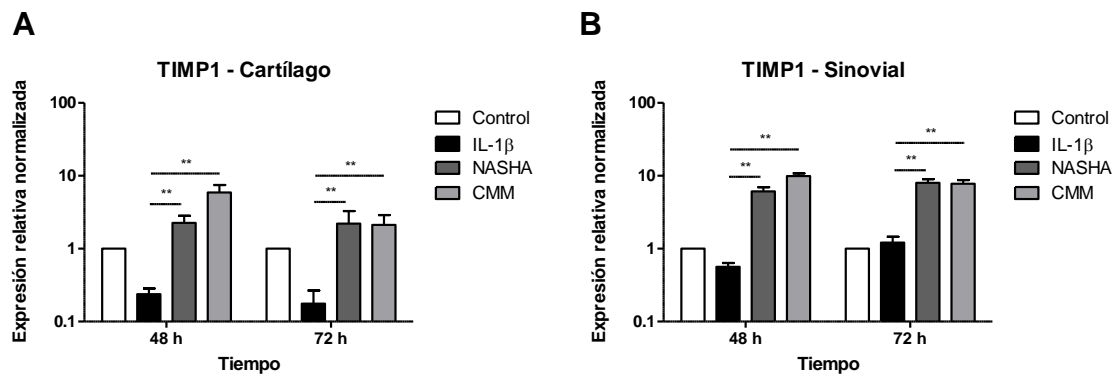 A
TIMP1 - Cartílago
Expresión relativa normalizada
100
10
1
0.1
**
**
**
**
48 h
72 h
Tiempo
Control
IL-1β
NASHA
CMM
B
TIMP1 - Sinovial
Expresión relativa normalizada
100
10
1
0.1
**
**
**
**
48 h
72 h
Tiempo
Control
IL-1β
NASHA
CMM